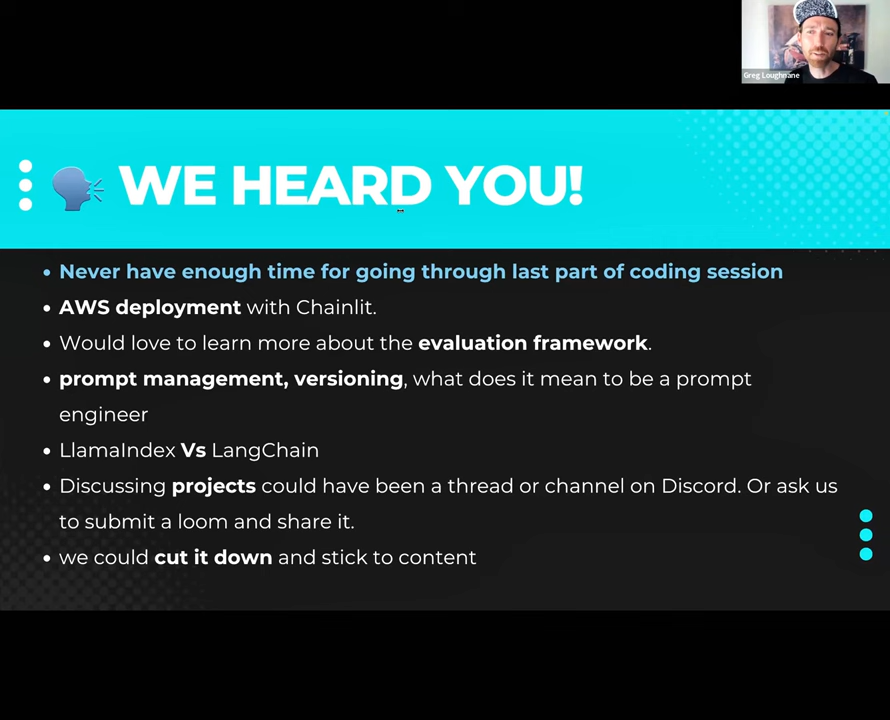 Greg Loughnane
WE HEARD YOU!
• Never have enough time for going through last part of coding session
• AWS deployment with Chainlit.
• Would love to learn more about the evaluation framework.
• prompt management, versioning, what does it mean to be a prompt
engineer
• LlamaIndex Vs LangChain
• Discussing projects could have been a thread or channel on Discord. Or ask us
to submit a loom and share it.
• we could cut it down and stick to content